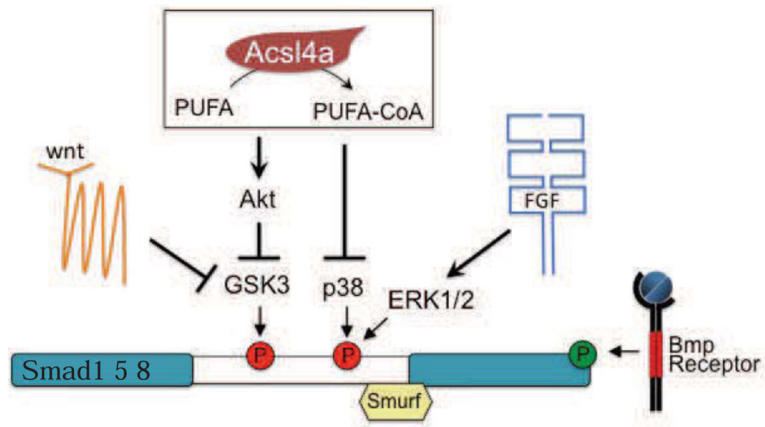 Acsl4a
PUFA
PUFA-CoA
wnt
Akt
FGF
GSK3
p38
ERK1/2
P
P
P
Bmp
Receptor
Smad1 5 8
Smurf